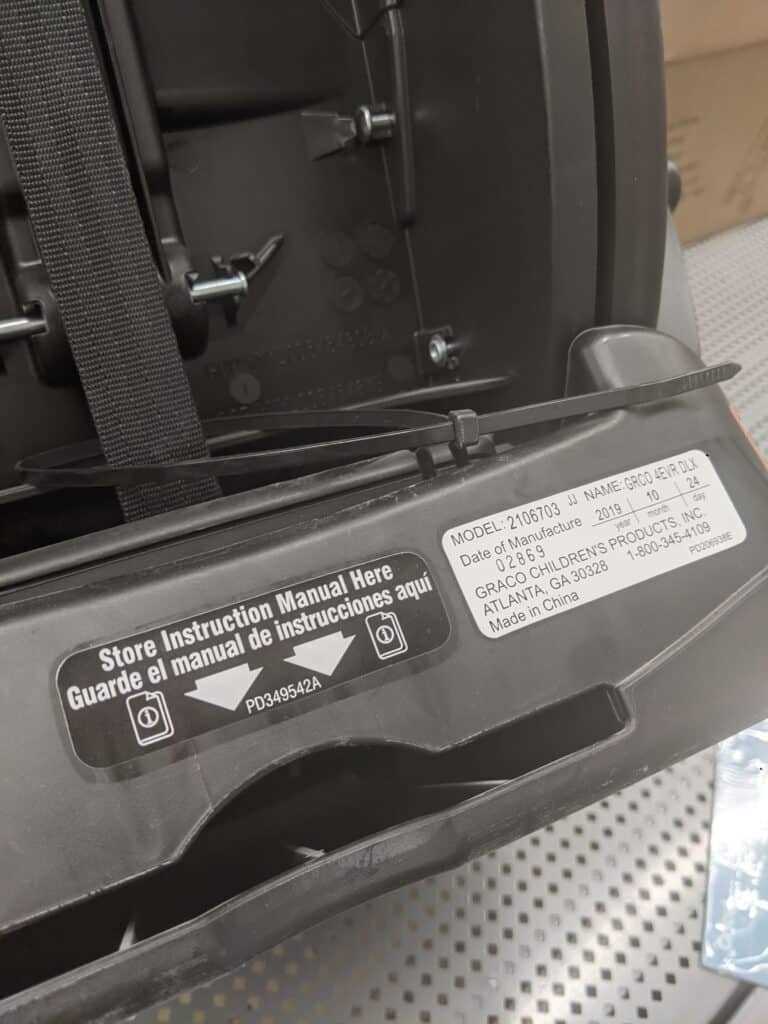 MODEL: 2106703 JJ NAME: GRCO 4EVR DLX
Date of Manufacture 2019 10 24
year month day
02869
GRACO CHILDREN'S PRODUCTS, INC.
ATLANTA, GA 30328 1-800-345-4109
Made in China PD206938E
Store Instruction Manual Here
Guarde el manual de instrucciones aquí
PD349542A